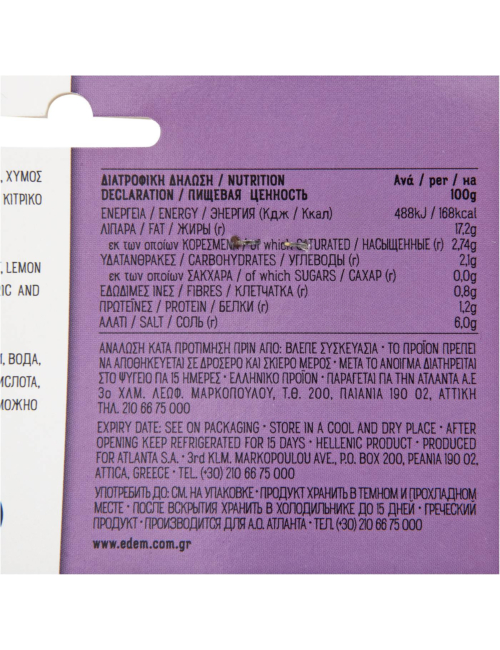 , ΧΥΜΟΣ
ΚΙΤΡΙΚΟ
, LEMON
RIC AND
ВОДА,
ИСЛОТА,
МОЖНО
ΔΙΑΤΡΟΦΙΚΗ ΔΗΛΩΣΗ / NUTRITION
DECLARATION / ПИЩЕВАЯ ЦЕННОСТЬ
Ανά / per / на
100g
ΕΝΕΡΓΕΙΑ / ENERGY / ЭНЕРГИЯ (Кдж / Ккал) 488kJ / 168kcal
ΛΙΠΑΡΑ / FAT / ЖИРЫ (г) 17,2g
εκ των οποίων ΚΟΡΕΣΜΕΝΑ / of which SATURATED / НАСЫЩЕННЫЕ (г) 2,74g
ΥΔΑΤΑΝΘΡΑΚΕΣ / CARBOHYDRATES / УГЛЕВОДЫ (г) 2,1g
εκ των οποίων ΣΑΚΧΑΡΑ / of which SUGARS / САХАР (г) 0,0g
ΕΔΩΔΙΜΕΣ ΙΝΕΣ / FIBRES / КЛЕТЧАТКА (г) 0,8g
ΠΡΩΤΕΪΝΕΣ / PROTEIN / БЕЛКИ (г) 1,2g
ΑΛΑΤΙ / SALT / СОЛЬ (г) 6,0g
ΑΝΑΛΩΣΗ ΚΑΤΑ ΠΡΟΤΙΜΗΣΗ ΠΡΙΝ ΑΠΟ: ΒΛΕΠΕ ΣΥΣΚΕΥΑΣΙΑ · ΤΟ ΠΡΟΪΟΝ ΠΡΕΠΕΙ
ΝΑ ΑΠΟΘΗΚΕΥΕΤΑΙ ΣΕ ΔΡΟΣΕΡΟ ΚΑΙ ΣΚΙΕΡΟ ΜΕΡΟΣ · ΜΕΤΑ ΤΟ ΑΝΟΙΓΜΑ ΔΙΑΤΗΡΕΙΤΑΙ
ΣΤΟ ΨΥΓΕΙΟ ΓΙΑ 15 ΗΜΕΡΕΣ · ΕΛΛΗΝΙΚΟ ΠΡΟΪΟΝ · ΠΑΡΑΓΕΤΑΙ ΓΙΑ ΤΗΝ ΑΤΛΑΝΤΑ Α.Ε
3ο ΧΛΜ. ΛΕΩΦ. ΜΑΡΚΟΠΟΥΛΟΥ, Τ.Θ. 200, ΠΑΙΑΝΙΑ 190 02, ΑΤΤΙΚΗ
ΤΗΛ. 210 66 75 000
EXPIRY DATE: SEE ON PACKAGING · STORE IN A COOL AND DRY PLACE · AFTER
OPENING KEEP REFRIGERATED FOR 15 DAYS · HELLENIC PRODUCT · PRODUCED
FOR ATLANTA S.A. · 3rd KLM. MARKOPOULOU AVE., P.O. BOX 200, PEANIA 190 02,
ATTICA, GREECE · TEL. (+30) 210 66 75 000
УПОТРЕБИТЬ ДО: СМ. НА УПАКОВКЕ · ПРОДУКТ ХРАНИТЬ В ТЕМНОМ И ПРОХЛАДНОМ
МЕСТЕ · ПОСЛЕ ВСКРЫТИЯ ХРАНИТЬ В ХОЛОДИЛЬНИКЕ ДО 15 ДНЕЙ · ГРЕЧЕСКИЙ
ПРОДУКТ · ПРОИЗВОДИТСЯ ДЛЯ А.О. АТЛАНТА · ТЕЛ. (+30) 210 66 75 000
www.edem.com.gr